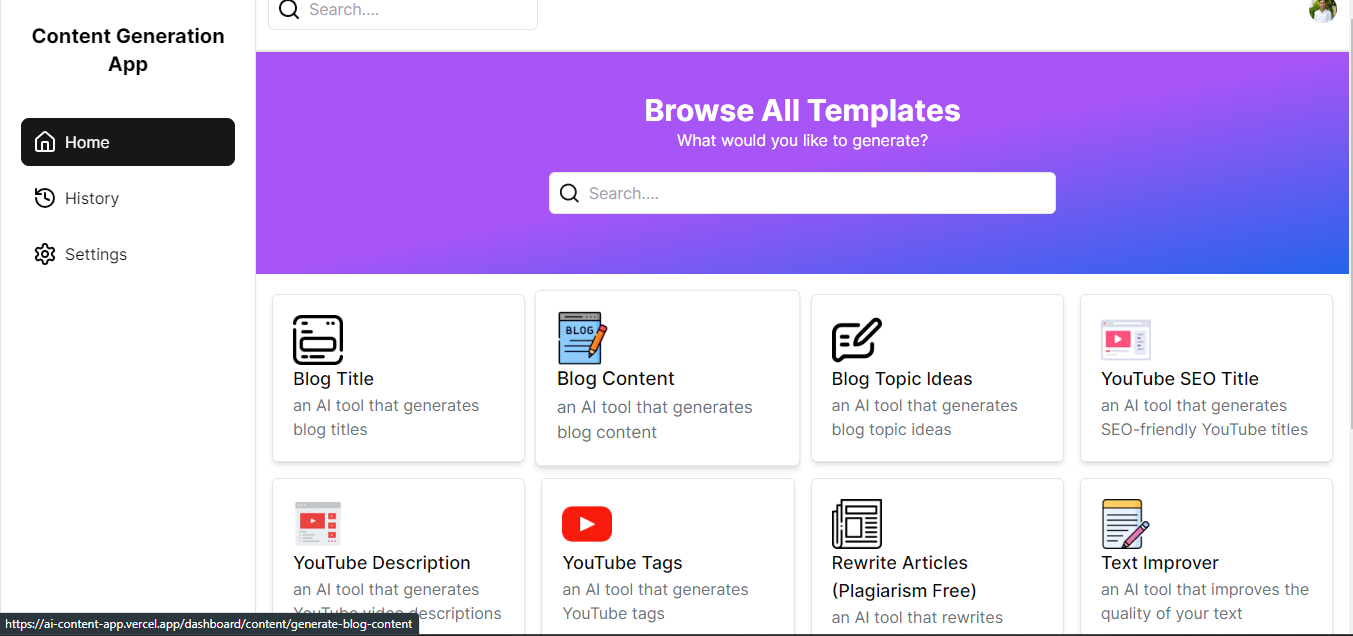 Content Generation
App
Home
History
Settings
Search....
Browse All Templates
What would you like to generate?
Search....
Blog Title
an AI tool that generates
blog titles
BLOG
Blog Content
an AI tool that generates
blog content
Blog Topic Ideas
an AI tool that generates
blog topic ideas
YouTube SEO Title
an AI tool that generates
SEO-friendly YouTube titles
YouTube Description
an AI tool that generates
YouTube video descriptions
YouTube Tags
an AI tool that generates
YouTube tags
Rewrite Articles
(Plagiarism Free)
an AI tool that rewrites
Text Improver
an AI tool that improves the
quality of your text
https://ai-content-app.vercel.app/dashboard/content/generate-blog-content